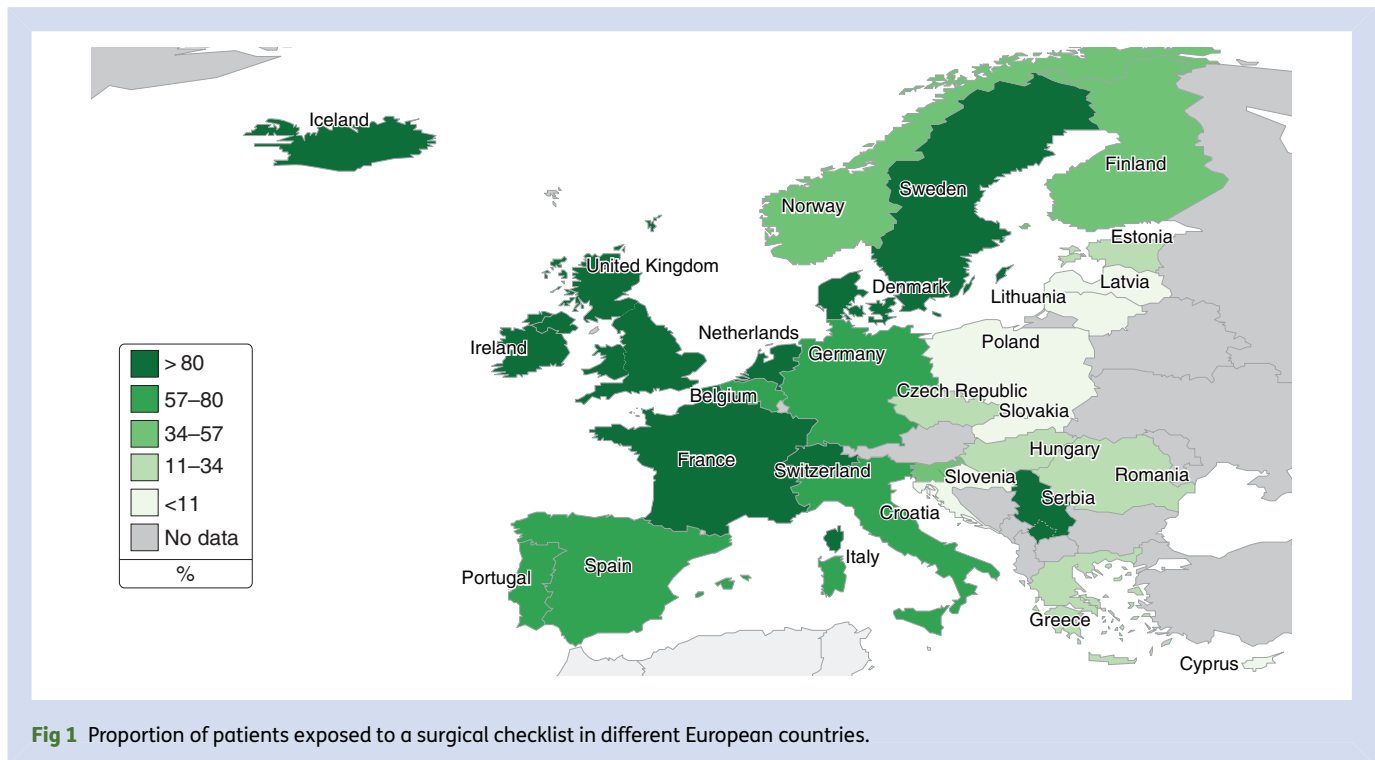 Iceland
Finland
Sweden
Norway
Estonia
United Kingdom
Latvia
Denmark
Lithuania
Netherlands
Poland
Ireland
Germany
> 80
Czech Republic
57–80
Belgium
Slovakia
34–57
Hungary
France
11–34
Switzerland
Slovenia
Romania
<11
Serbia
Croatia
No data
Italy
Spain
%
Portugal
Greece
Cyprus
Fig 1 Proportion of patients exposed to a surgical checklist in different European countries.